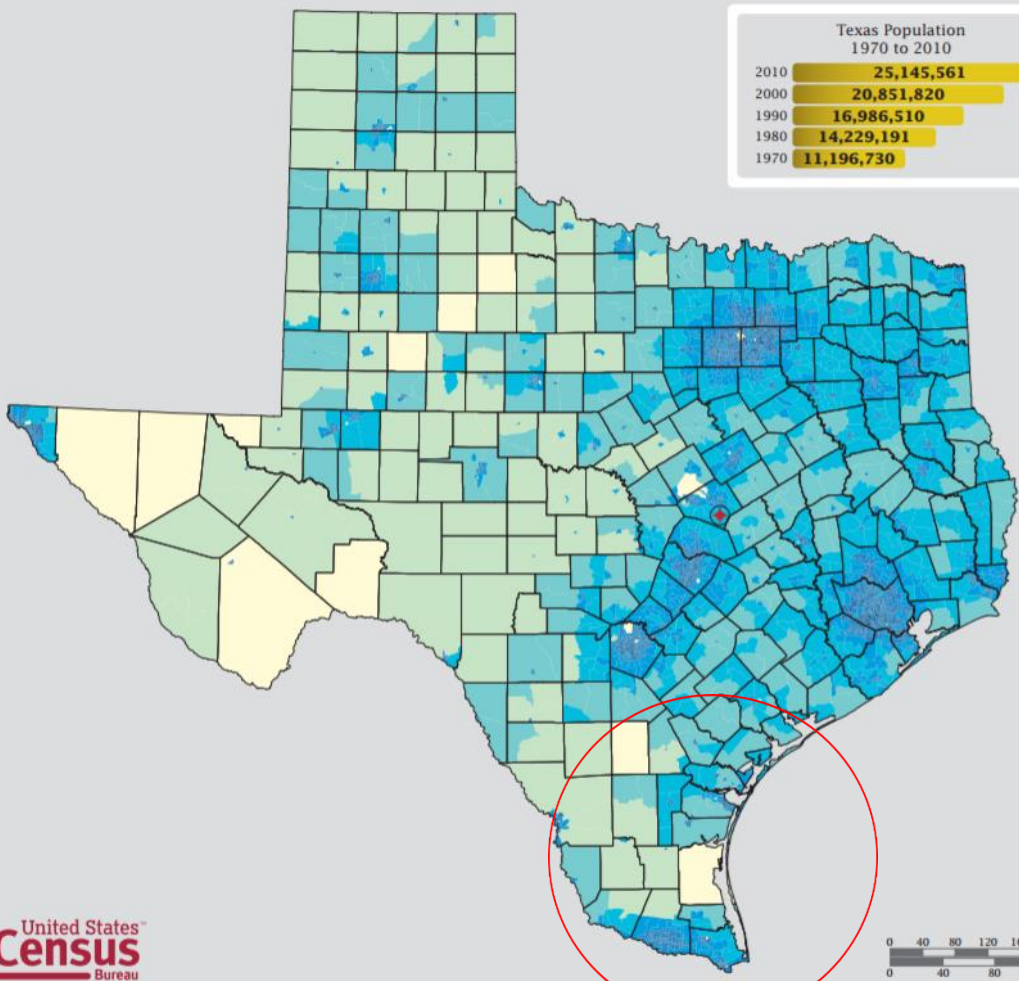 Texas Population
1970 to 2010
2010 25,145,561
2000 20,851,820
1990 16,986,510
1980 14,229,191
1970 11,196,730
United States™
Census
Bureau
0 40 80 120
0 40 80